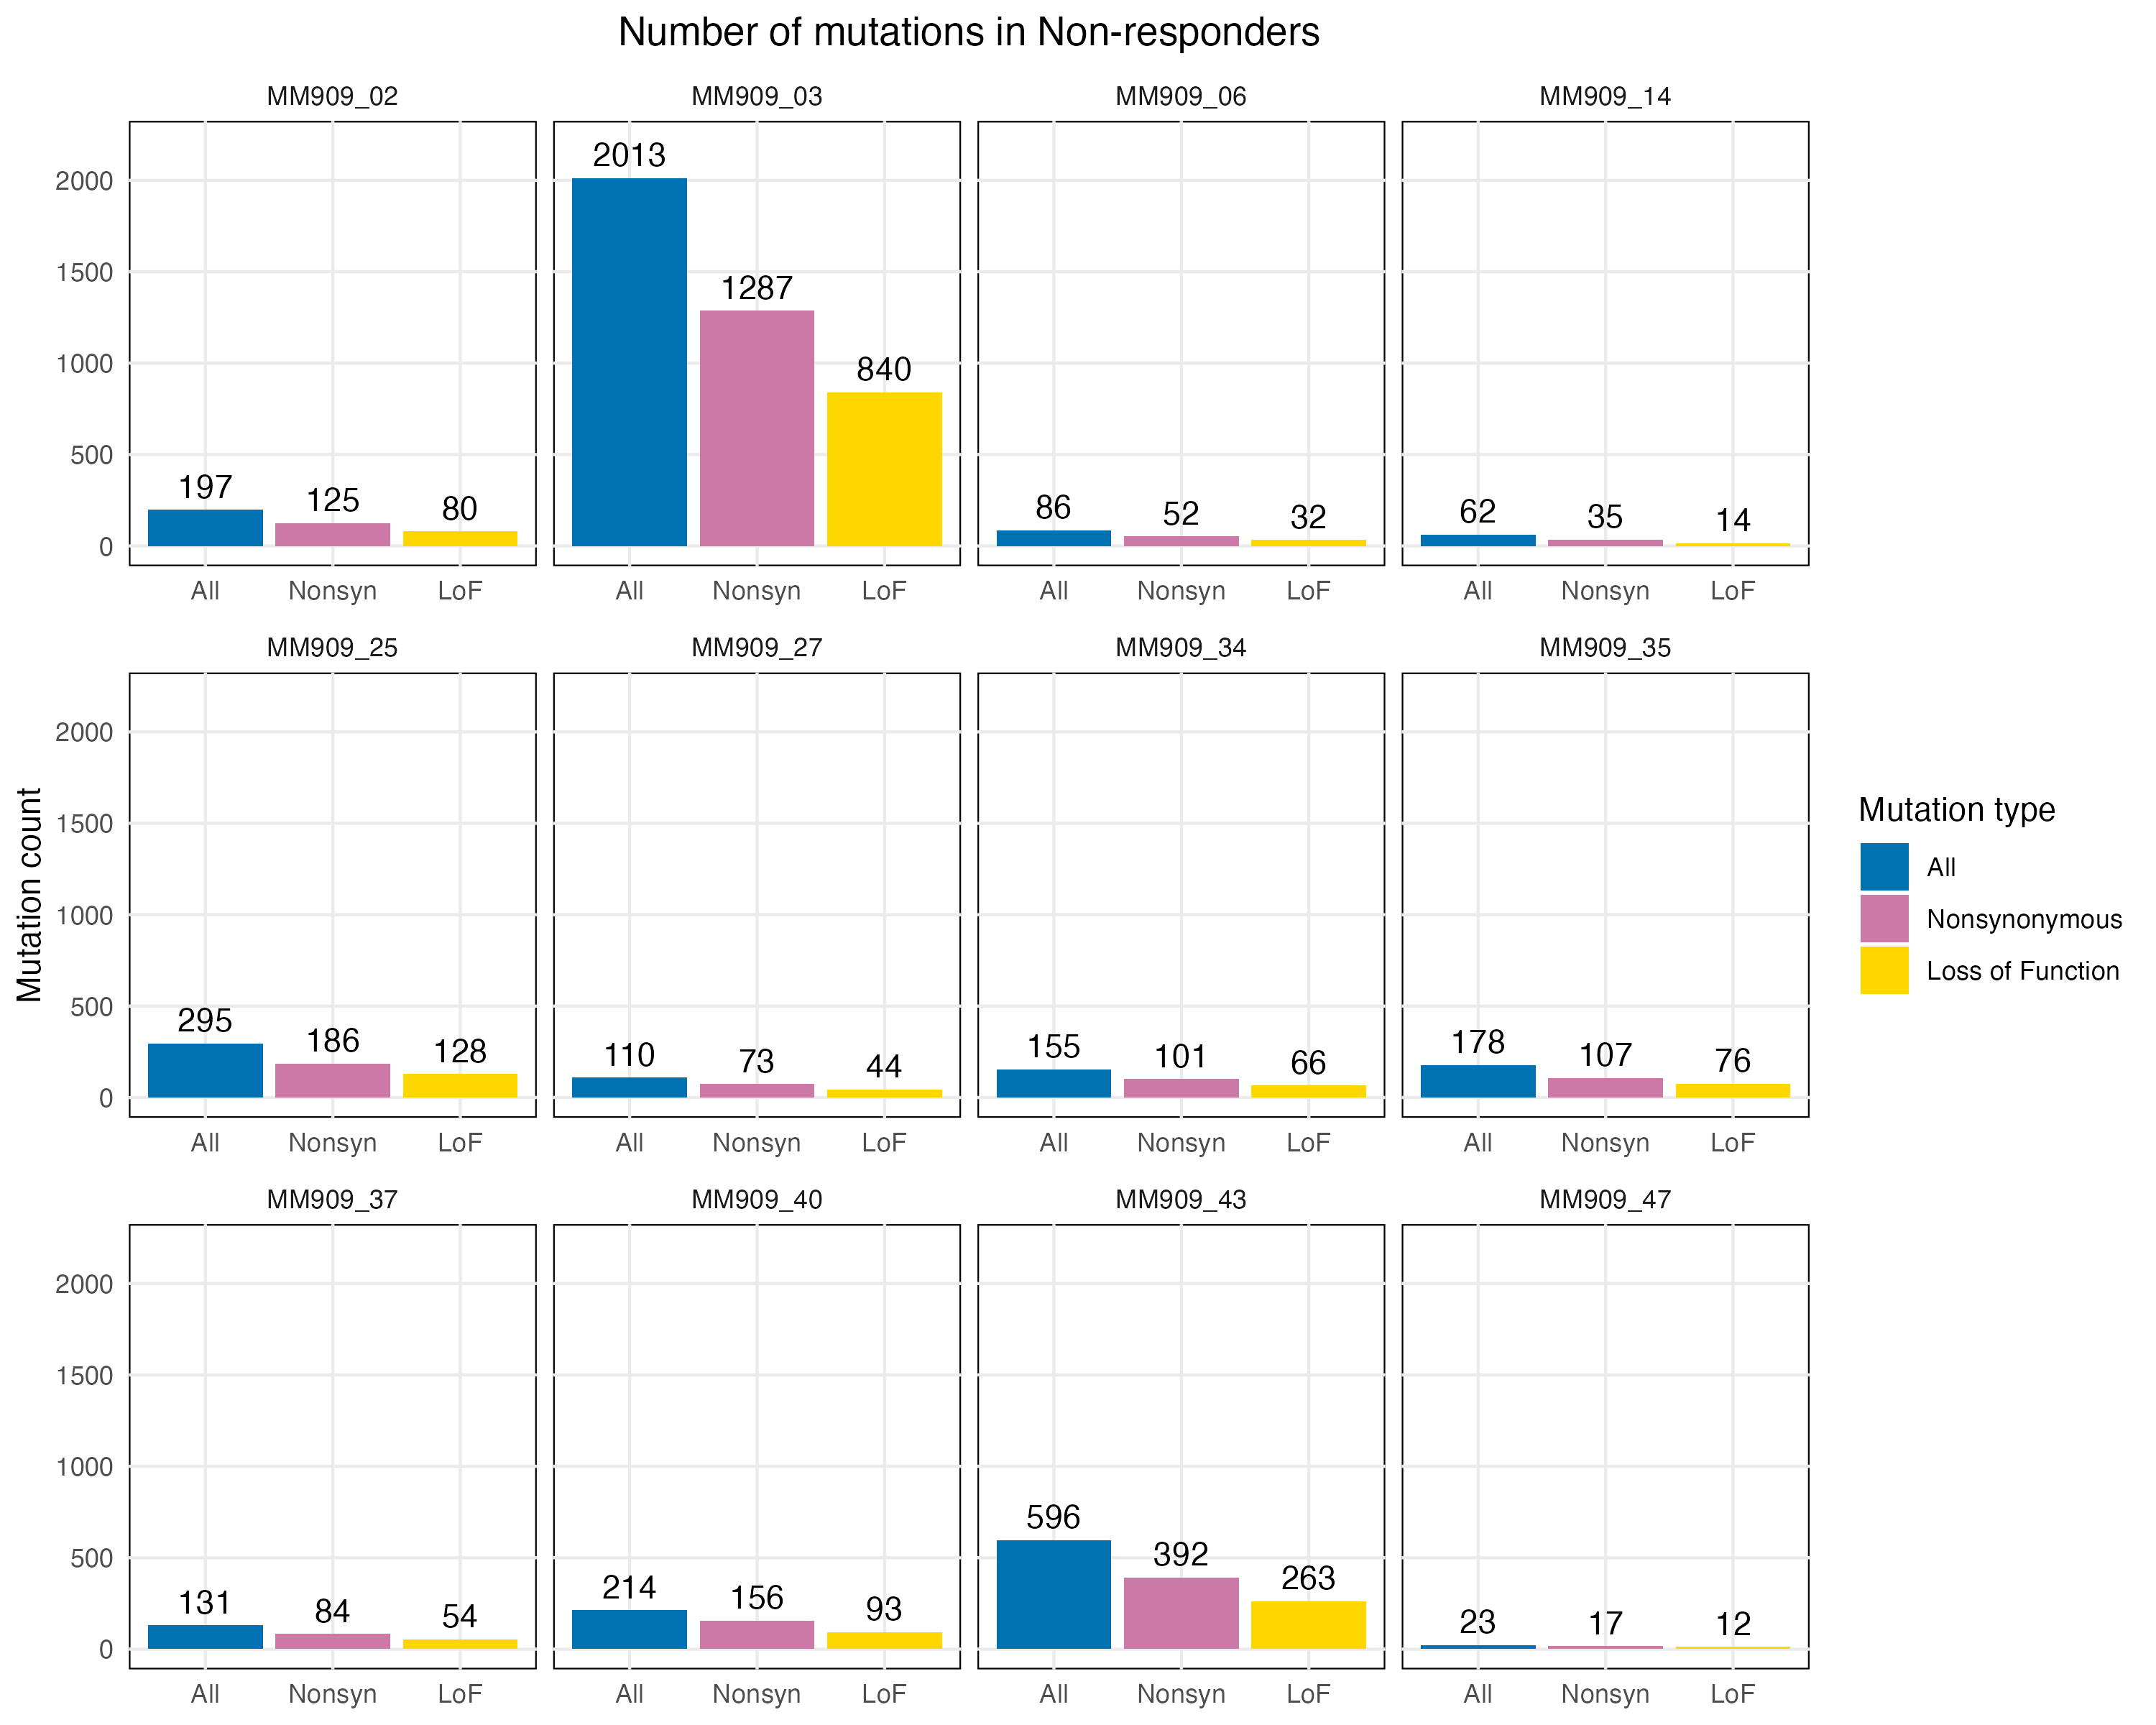 Number of mutations in Non-responders
MM909_02 MM909_03 MM909_06 MM909_14
2000
1500
1000
500
0
197 125 80
2013 1287 840
86 52 32
62 35 14
All Nonsyn LoF All Nonsyn LoF All Nonsyn LoF All Nonsyn LoF
MM909_25 MM909_27 MM909_34 MM909_35
Mutation count
2000
1500
1000
500
0
295 186 128
110 73 44
155 101 66
178 107 76
All Nonsyn LoF All Nonsyn LoF All Nonsyn LoF All Nonsyn LoF
MM909_37 MM909_40 MM909_43 MM909_47
2000
1500
1000
500
0
131 84 54
214 156 93
596 392 263
23 17 12
All Nonsyn LoF All Nonsyn LoF All Nonsyn LoF All Nonsyn LoF
Mutation type
All
Nonsynonymous
Loss of Function